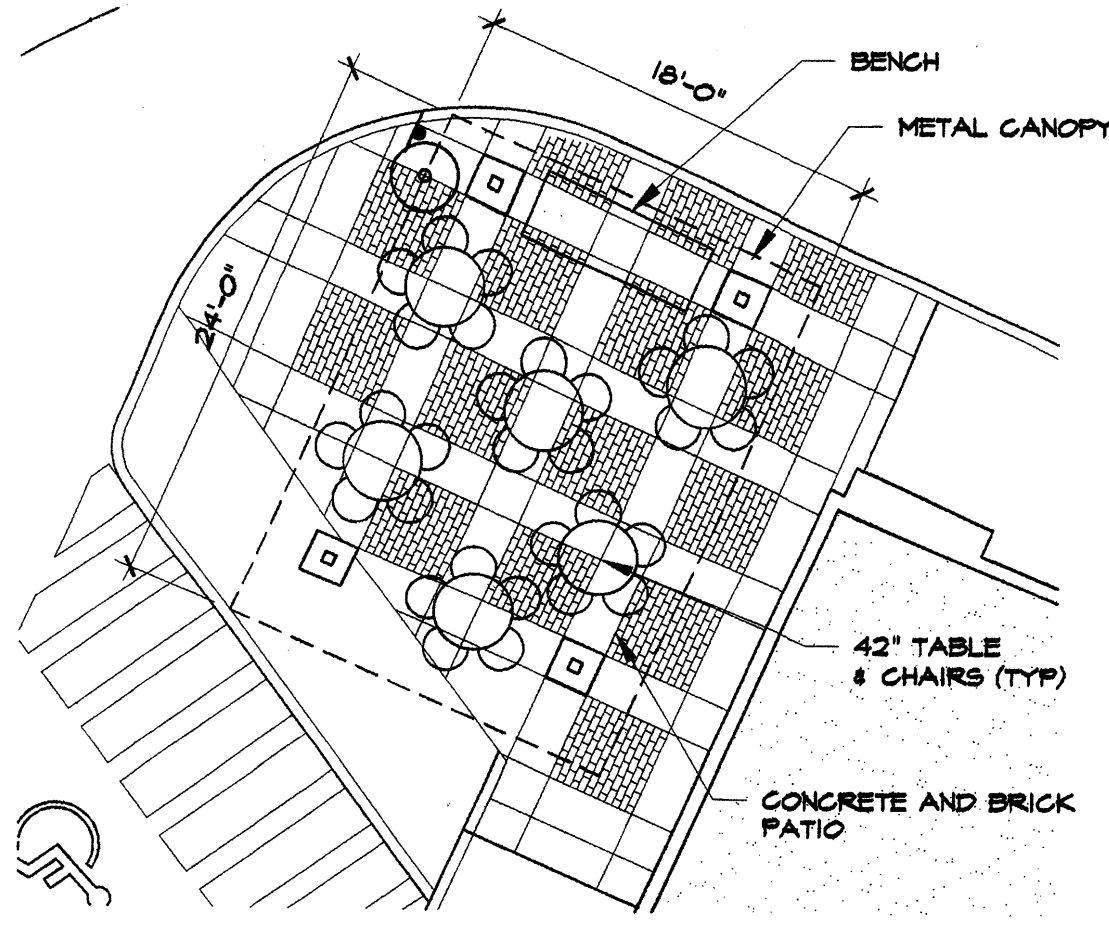 BENCH
18'-0"
METAL CANOPY
24'-0"
42" TABLE
& CHAIRS (TYP)
CONCRETE AND BRICK
PATIO